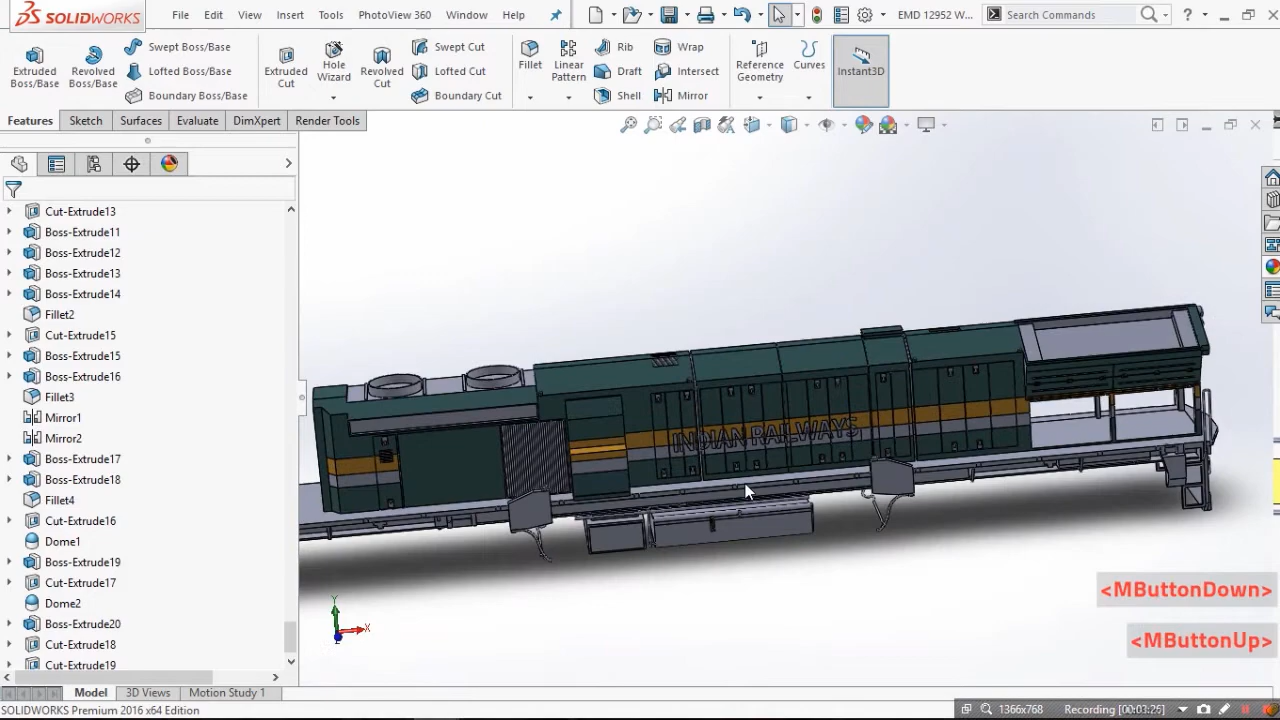 SOLIDWORKS
File Edit View Insert Tools PhotoView 360 Window Help
EMD 12952 W...
Search Commands
Extruded Boss/Base
Revolved Boss/Base
Swept Boss/Base
Lofted Boss/Base
Boundary Boss/Base
Extruded Cut
Hole Wizard
Revolved Cut
Swept Cut
Lofted Cut
Boundary Cut
Fillet
Linear Pattern
Rib
Draft
Shell
Wrap
Intersect
Mirror
Reference Geometry
Curves
Instant3D
Features Sketch Surfaces Evaluate DimXpert Render Tools
Cut-Extrude13
Boss-Extrude11
Boss-Extrude12
Boss-Extrude13
Boss-Extrude14
Fillet2
Cut-Extrude15
Boss-Extrude15
Boss-Extrude16
Fillet3
Mirror1
Mirror2
Boss-Extrude17
Boss-Extrude18
Fillet4
Cut-Extrude16
Dome1
Boss-Extrude19
Cut-Extrude17
Dome2
Boss-Extrude20
Cut-Extrude18
Cut-Extrude19
INDIAN RAILWAYS
Y
X
Z
<MButtonDown>
<MButtonUp>
Model 3D Views Motion Study 1
SOLIDWORKS Premium 2016 x64 Edition
1366x768 Recording [00:03:26]